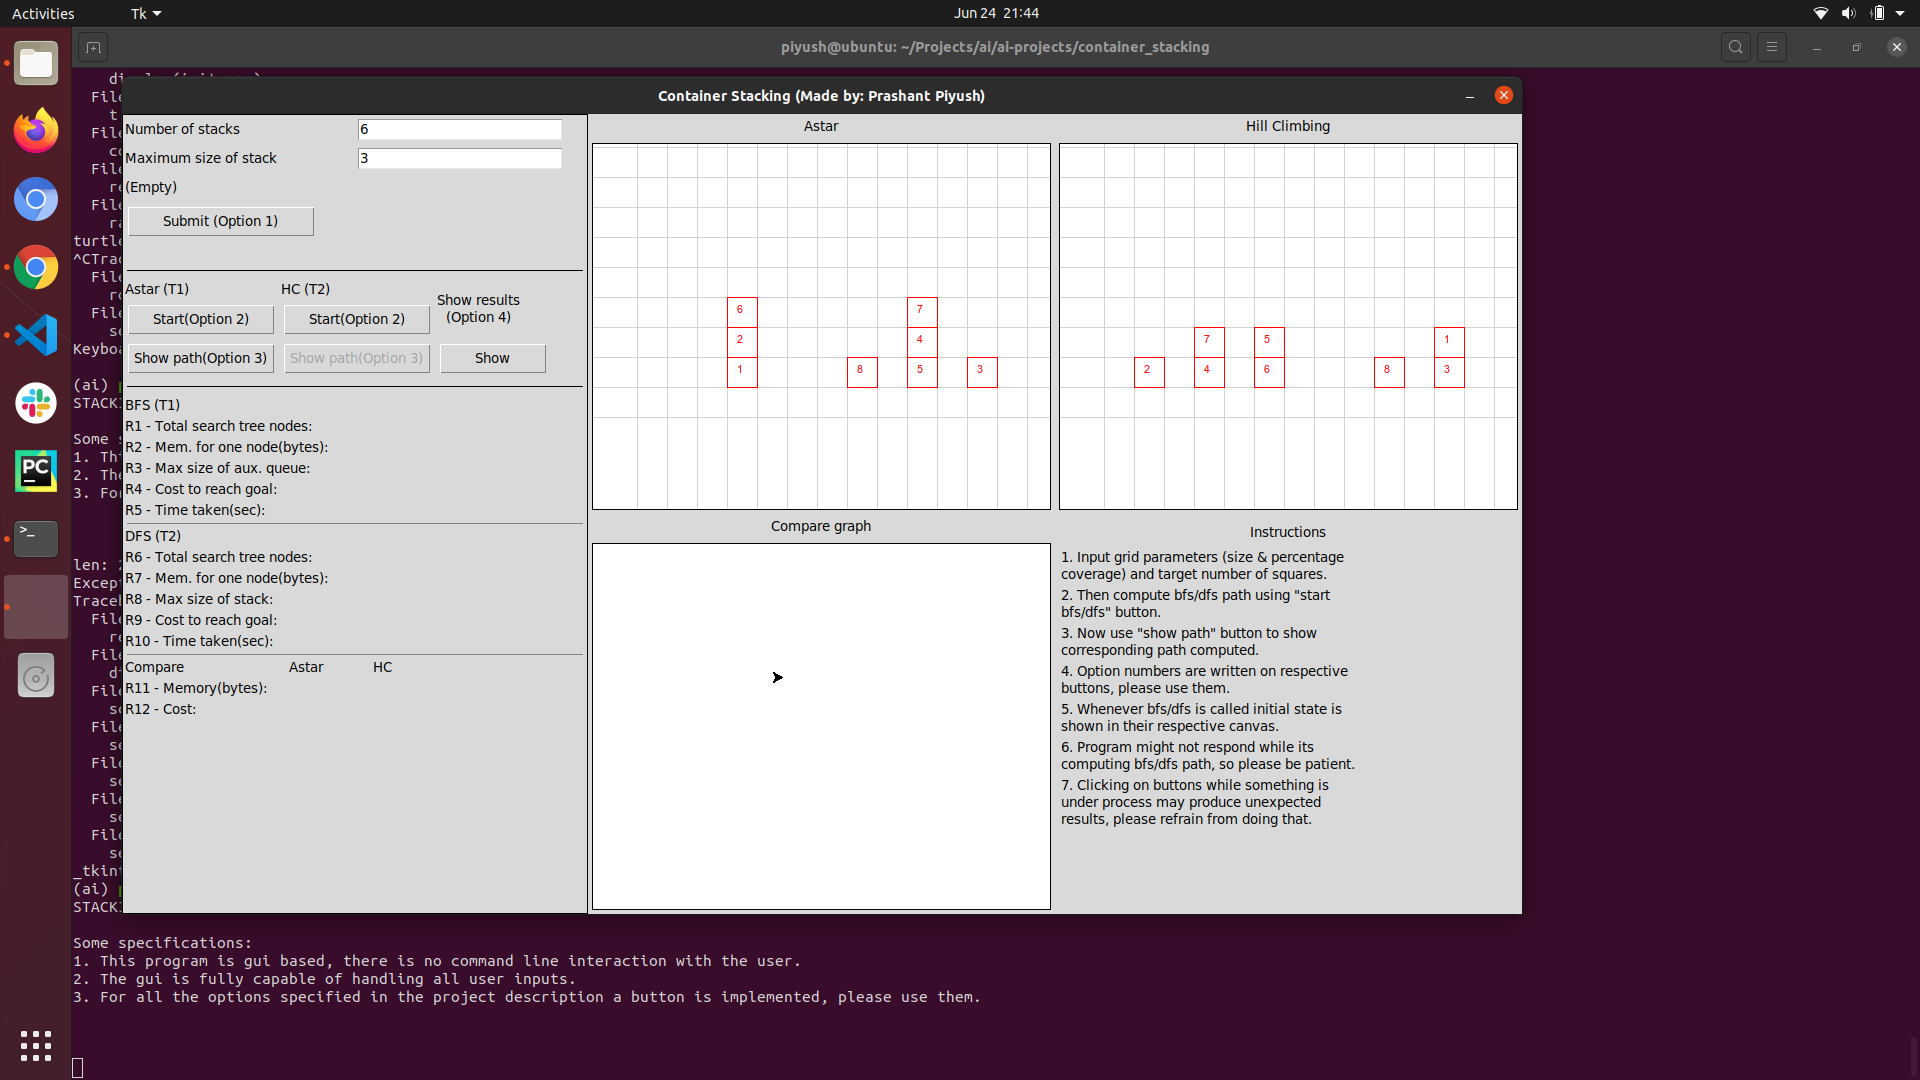 Activities
Tk
Jun 24 21:44
piyush@ubuntu: ~/Projects/ai/ai-projects/container_stacking
Container Stacking (Made by: Prashant Piyush)
Number of stacks
6
Maximum size of stack
3
(Empty)
Submit (Option 1)
Astar (T1)
HC (T2)
Show results
(Option 4)
Start(Option 2)
Start(Option 2)
Show path(Option 3)
Show path(Option 3)
Show
BFS (T1)
R1 - Total search tree nodes:
R2 - Mem. for one node(bytes):
R3 - Max size of aux. queue:
R4 - Cost to reach goal:
R5 - Time taken(sec):
DFS (T2)
R6 - Total search tree nodes:
R7 - Mem. for one node(bytes):
R8 - Max size of stack:
R9 - Cost to reach goal:
R10 - Time taken(sec):
Compare Astar HC
R11 - Memory(bytes):
R12 - Cost:
Astar
6 7
2 4
1 8 5 3
Hill Climbing
7 5 1
2 4 6 8 3
Compare graph
Instructions
1. Input grid parameters (size & percentage
coverage) and target number of squares.
2. Then compute bfs/dfs path using "start
bfs/dfs" button.
3. Now use "show path" button to show
corresponding path computed.
4. Option numbers are written on respective
buttons, please use them.
5. Whenever bfs/dfs is called initial state is
shown in their respective canvas.
6. Program might not respond while its
computing bfs/dfs path, so please be patient.
7. Clicking on buttons while something is
under process may produce unexpected
results, please refrain from doing that.
turtle
Some
1.
2.
3.
len:
(ai)
(ai)
Some specifications:
1. This program is gui based, there is no command line interaction with the user.
2. The gui is fully capable of handling all user inputs.
3. For all the options specified in the project description a button is implemented, please use them.
PC